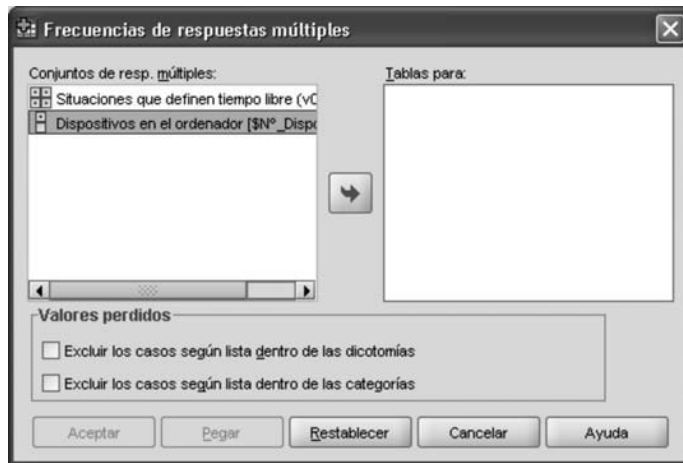 Frecuencias de respuestas múltiples
Conjuntos de resp. múltiples:
Tablas para:
Situaciones que definen tiempo libre (v0
Dispositivos en el ordenador [$Nº_Dispo
Valores perdidos
Excluir los casos según lista dentro de las dicotomías
Excluir los casos según lista dentro de las categorías
Aceptar
Pegar
Restablecer
Cancelar
Ayuda